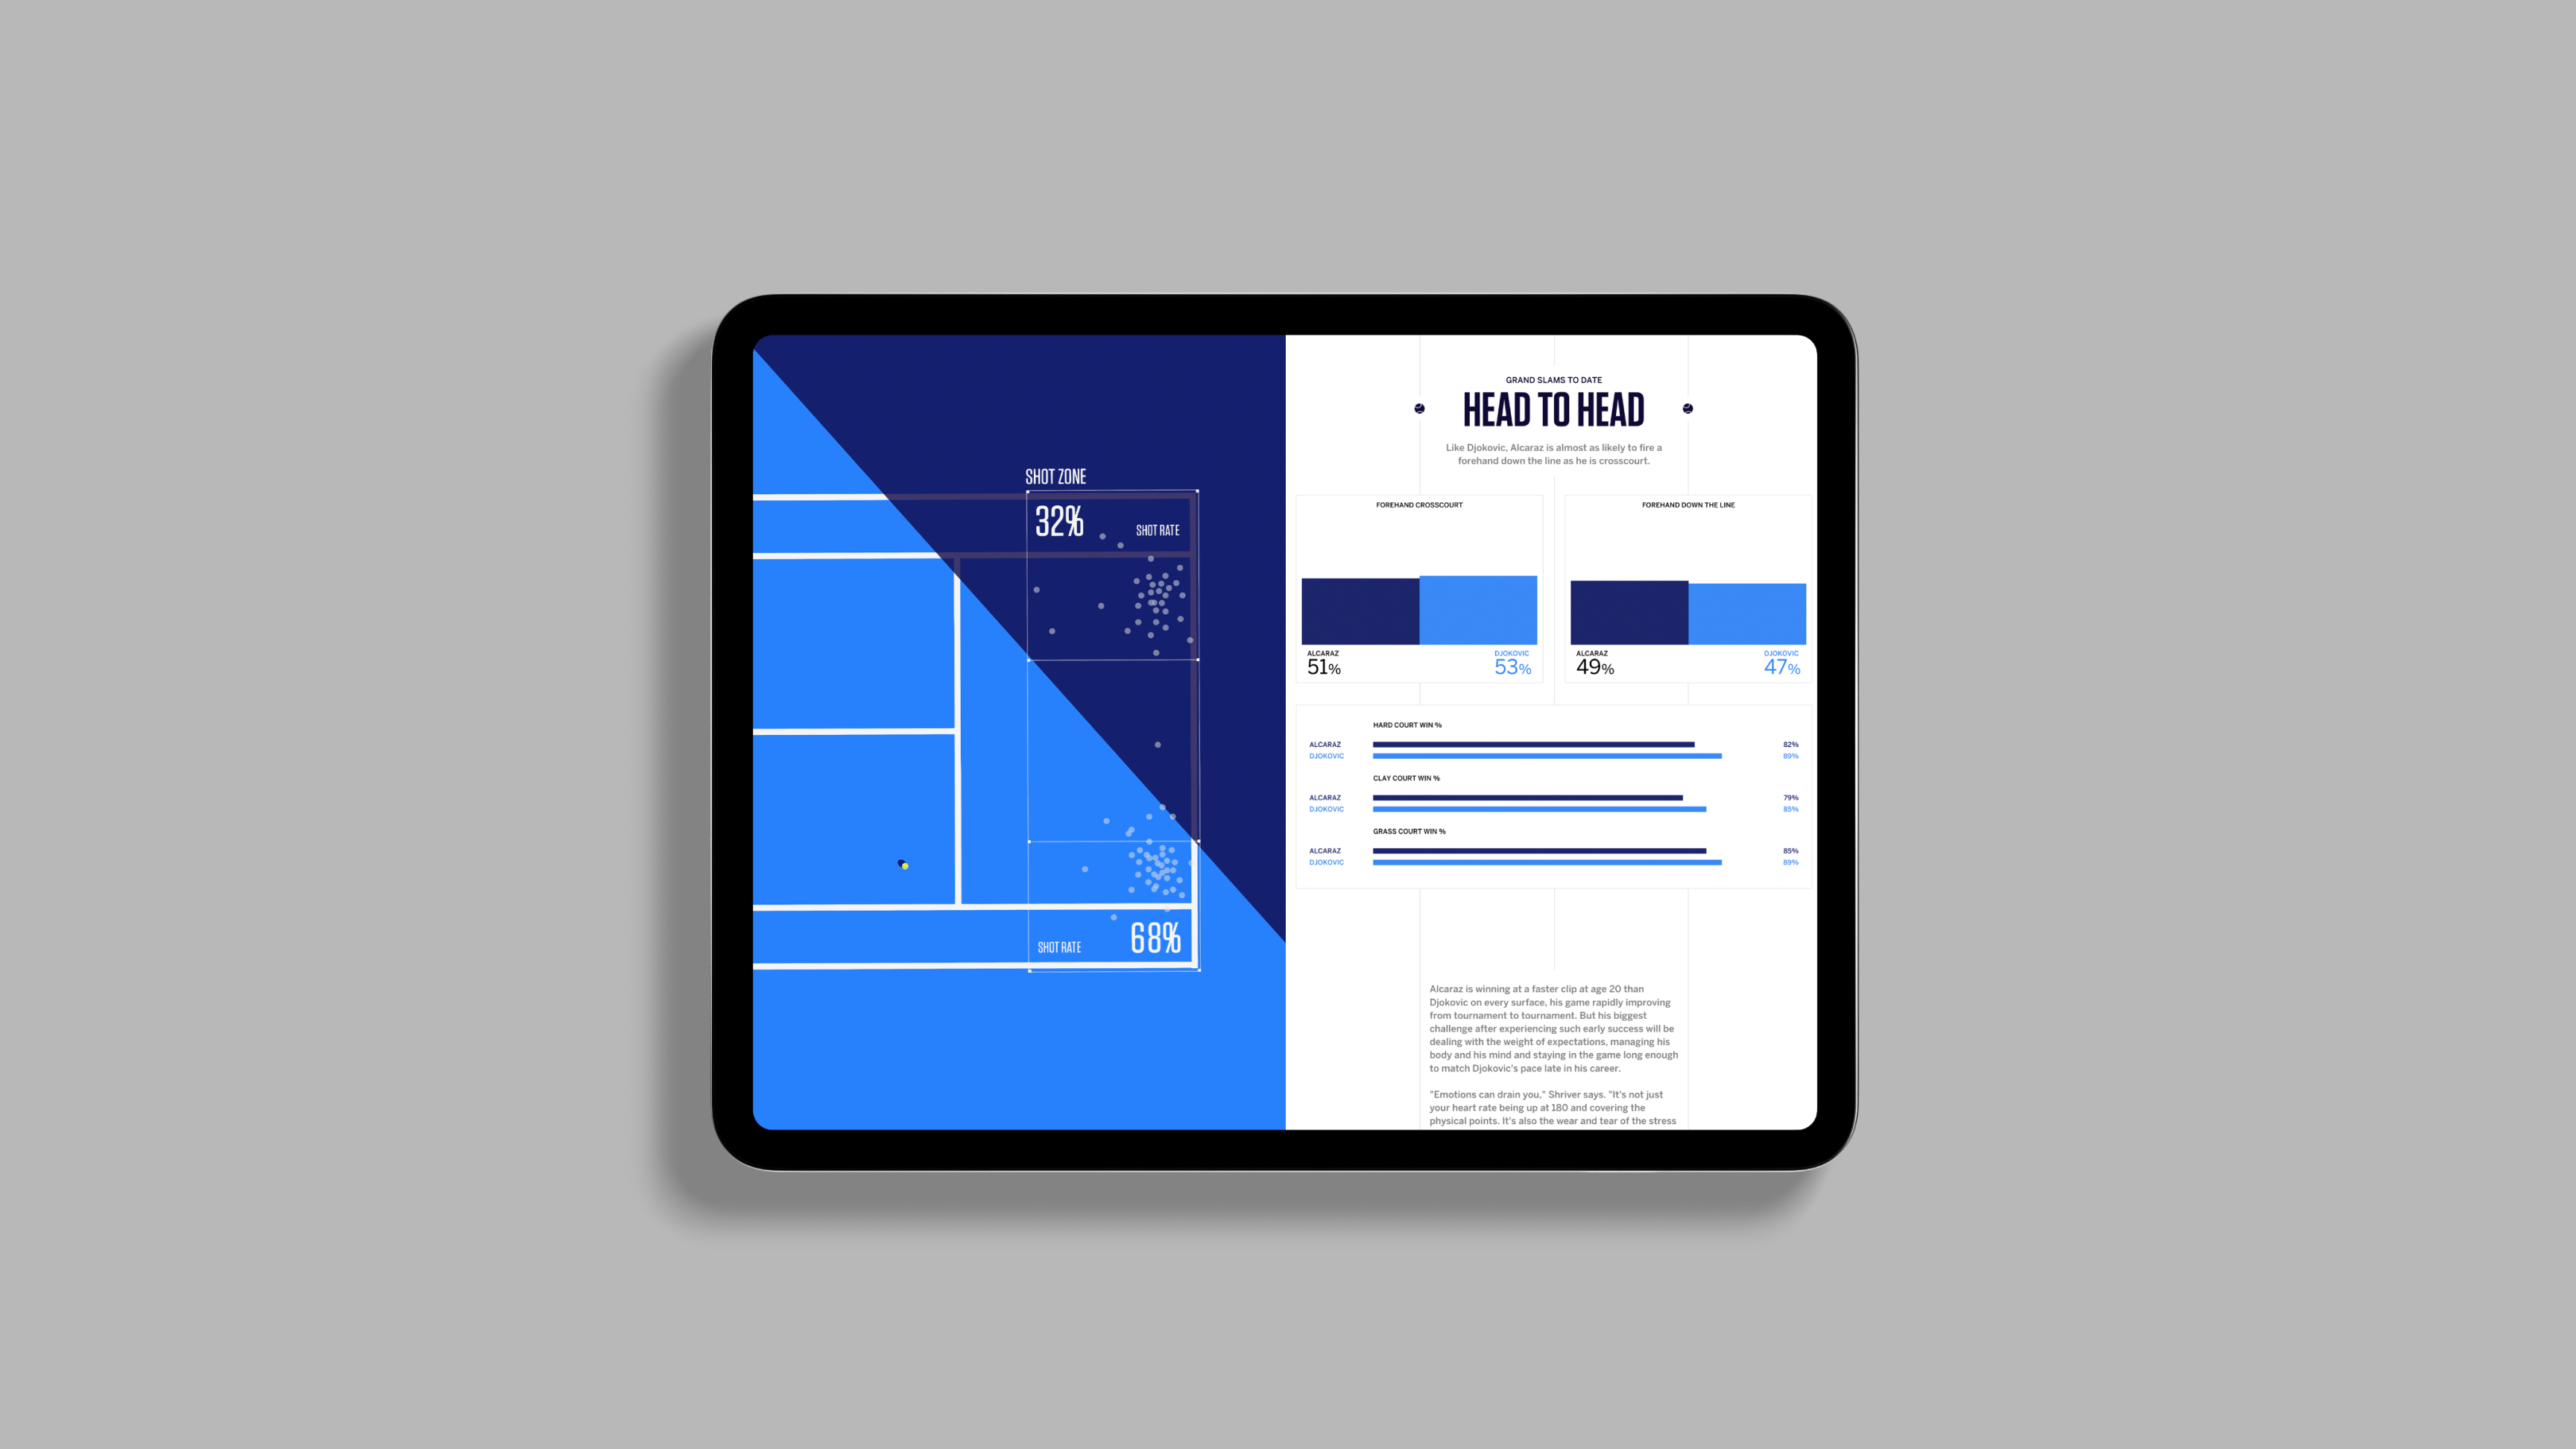 SHOT ZONE
32%
SHOT RATE
SHOT RATE
68%
GRAND SLAMS TO DATE
HEAD TO HEAD
Like Djokovic, Alcaraz is almost as likely to fire a
forehand down the line as he is crosscourt.
FOREHAND CROSSCOURT
ALCARAZ
51%
DJOKOVIC
53%
FOREHAND DOWN THE LINE
ALCARAZ
49%
DJOKOVIC
47%
HARD COURT WIN %
ALCARAZ 82%
DJOKOVIC 89%
CLAY COURT WIN %
ALCARAZ 79%
DJOKOVIC 85%
GRASS COURT WIN %
ALCARAZ 85%
DJOKOVIC 89%
Alcaraz is winning at a faster clip at age 20 than
Djokovic on every surface, his game rapidly improving
from tournament to tournament. But his biggest
challenge after experiencing such early success will be
dealing with the weight of expectations, managing his
body and his mind and staying in the game long enough
to match Djokovic's pace late in his career.
"Emotions can drain you," Shriver says. "It's not just
your heart rate being up at 180 and covering the
physical points. It's also the wear and tear of the stress